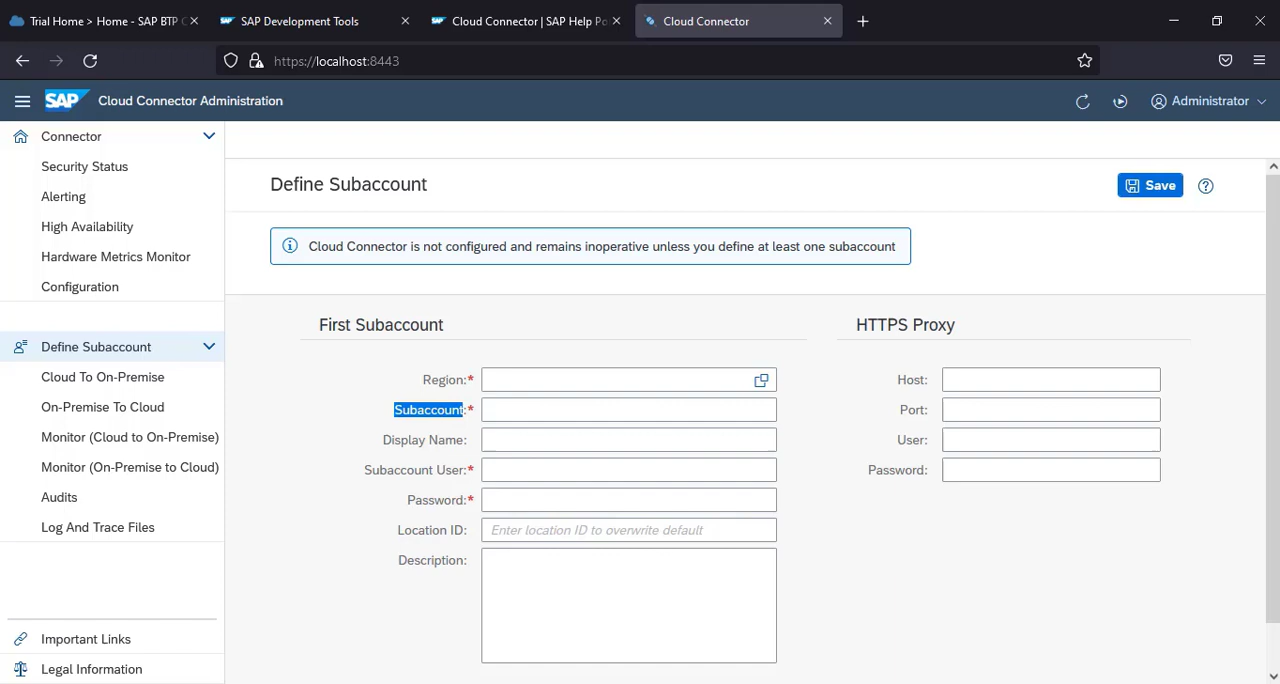 Trial Home > Home - SAP BTP C
SAP Development Tools
Cloud Connector | SAP Help Po
Cloud Connector
https://localhost:8443
SAP
Cloud Connector Administration
Administrator
Connector
Security Status
Alerting
High Availability
Hardware Metrics Monitor
Configuration
Define Subaccount
Cloud To On-Premise
On-Premise To Cloud
Monitor (Cloud to On-Premise)
Monitor (On-Premise to Cloud)
Audits
Log And Trace Files
Important Links
Legal Information
Define Subaccount
Save
Cloud Connector is not configured and remains inoperative unless you define at least one subaccount
First Subaccount
Region:*
Subaccount:*
Display Name:
Subaccount User:*
Password:*
Location ID:
Enter location ID to overwrite default
Description:
HTTPS Proxy
Host:
Port:
User:
Password: